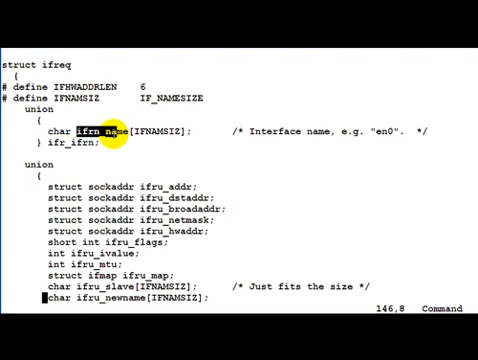 struct ifreq
{
# define IFHWADDRLEN 6
# define IFNAMSIZ IF_NAMESIZE
union
{
char ifrn_name[IFNAMSIZ]; /* Interface name, e.g. "en0". */
} ifr_ifrn;
union
{
struct sockaddr ifru_addr;
struct sockaddr ifru_dstaddr;
struct sockaddr ifru_broadaddr;
struct sockaddr ifru_netmask;
struct sockaddr ifru_hwaddr;
short int ifru_flags;
int ifru_ivalue;
int ifru_mtu;
struct ifmap ifru_map;
char ifru_slave[IFNAMSIZ]; /* Just fits the size */
char ifru_newname[IFNAMSIZ];
146,8 Command